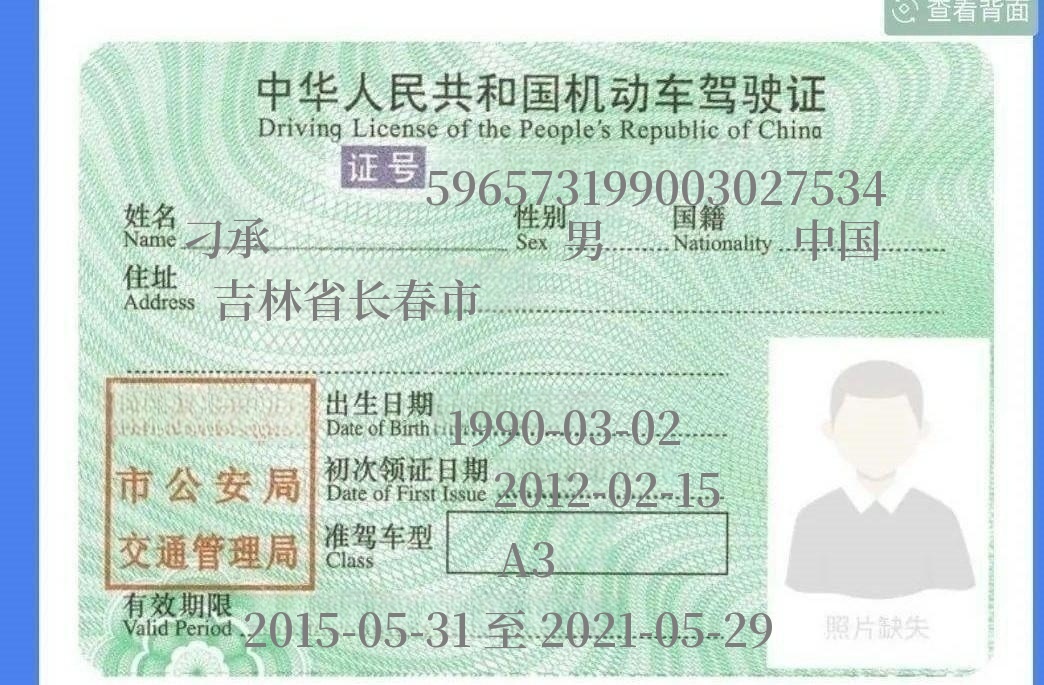 查看背面
中华人民共和国机动车驾驶证
Driving License of the People's Republic of China
证号 596573199003027534
姓名 刁承 性别 男 国籍 中国
Name Sex Nationality
住址 吉林省长春市
Address
出生日期 1990-03-02
Date of Birth
初次领证日期 2012-02-15
Date of First Issue
市公安局
交通管理局
准驾车型 A3
Class
有效期限 2015-05-31 至 2021-05-29
Valid Period
照片缺失